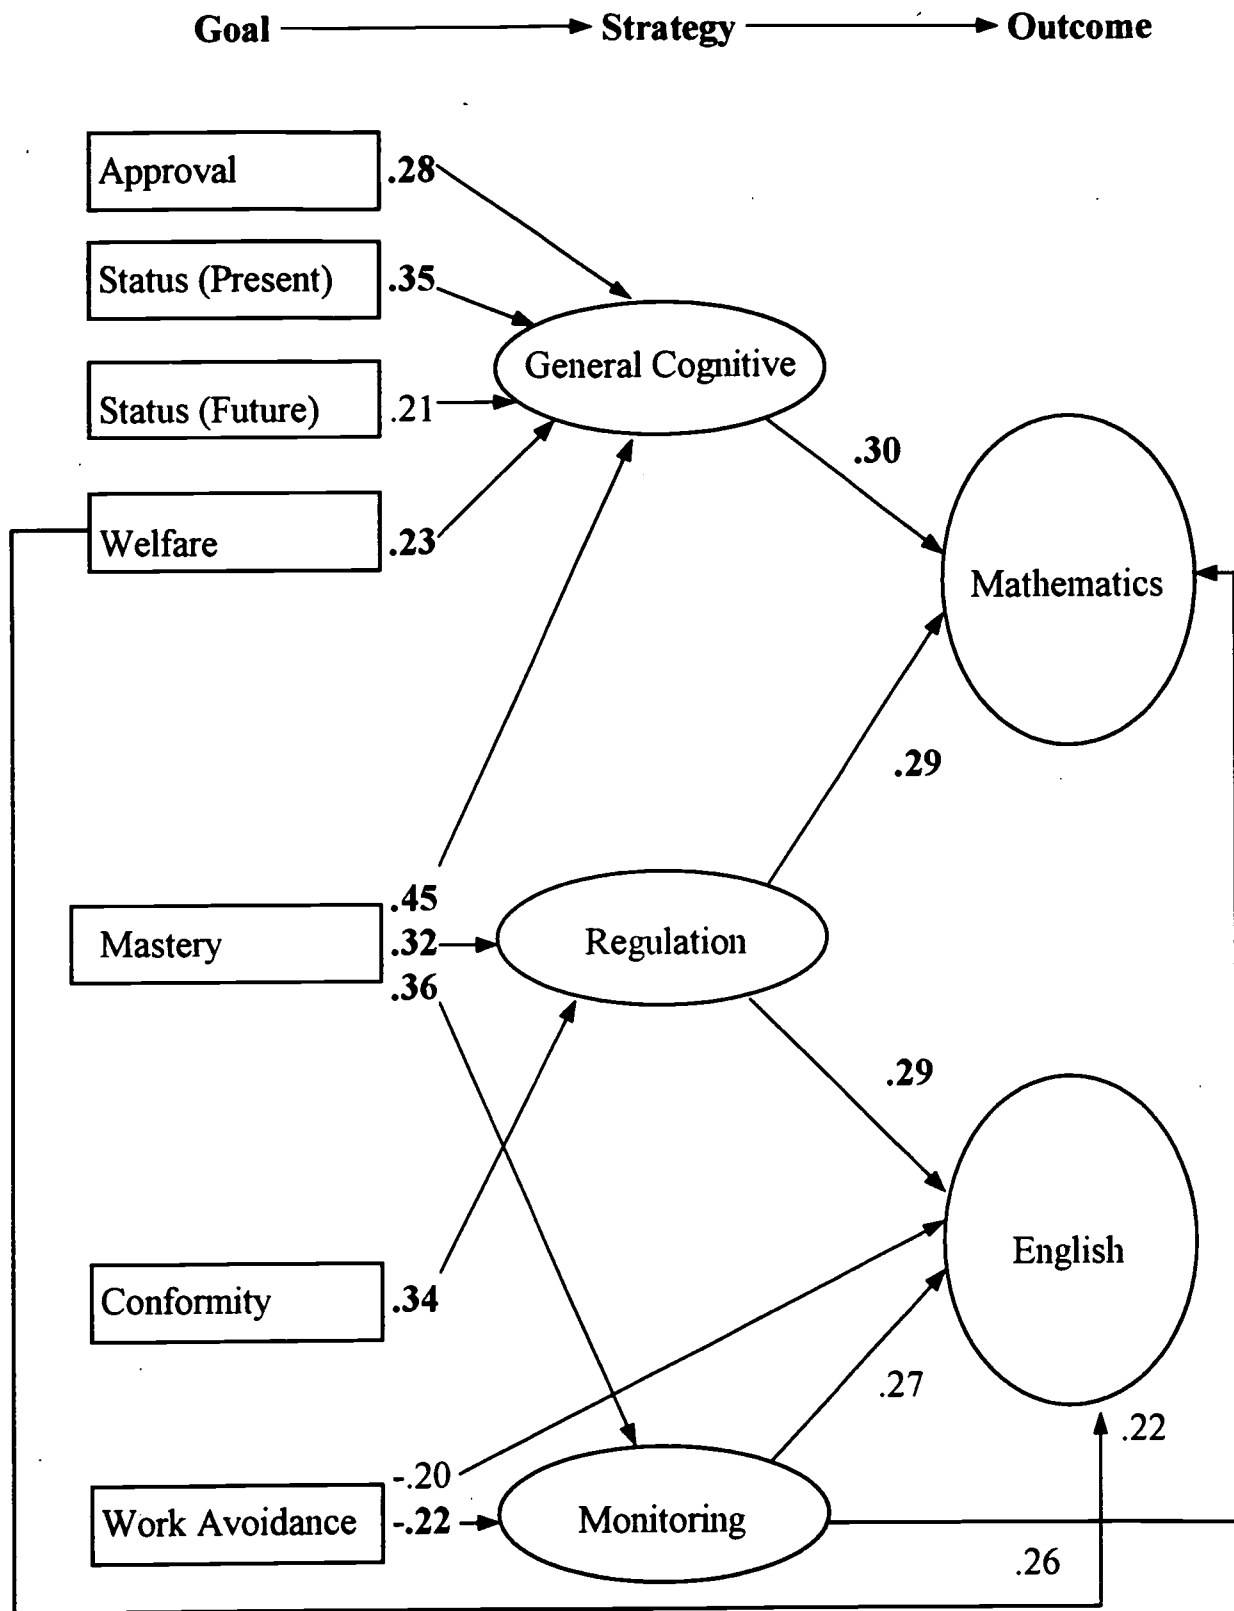 Goal Strategy Outcome
Approval .28
Status (Present) .35
General Cognitive
Status (Future) .21
.30
Welfare .23
Mathematics
.29
.45
Mastery .32 Regulation
.36
.29
English
Conformity .34
.27
.22
-.20
Work Avoidance -.22 Monitoring
.26